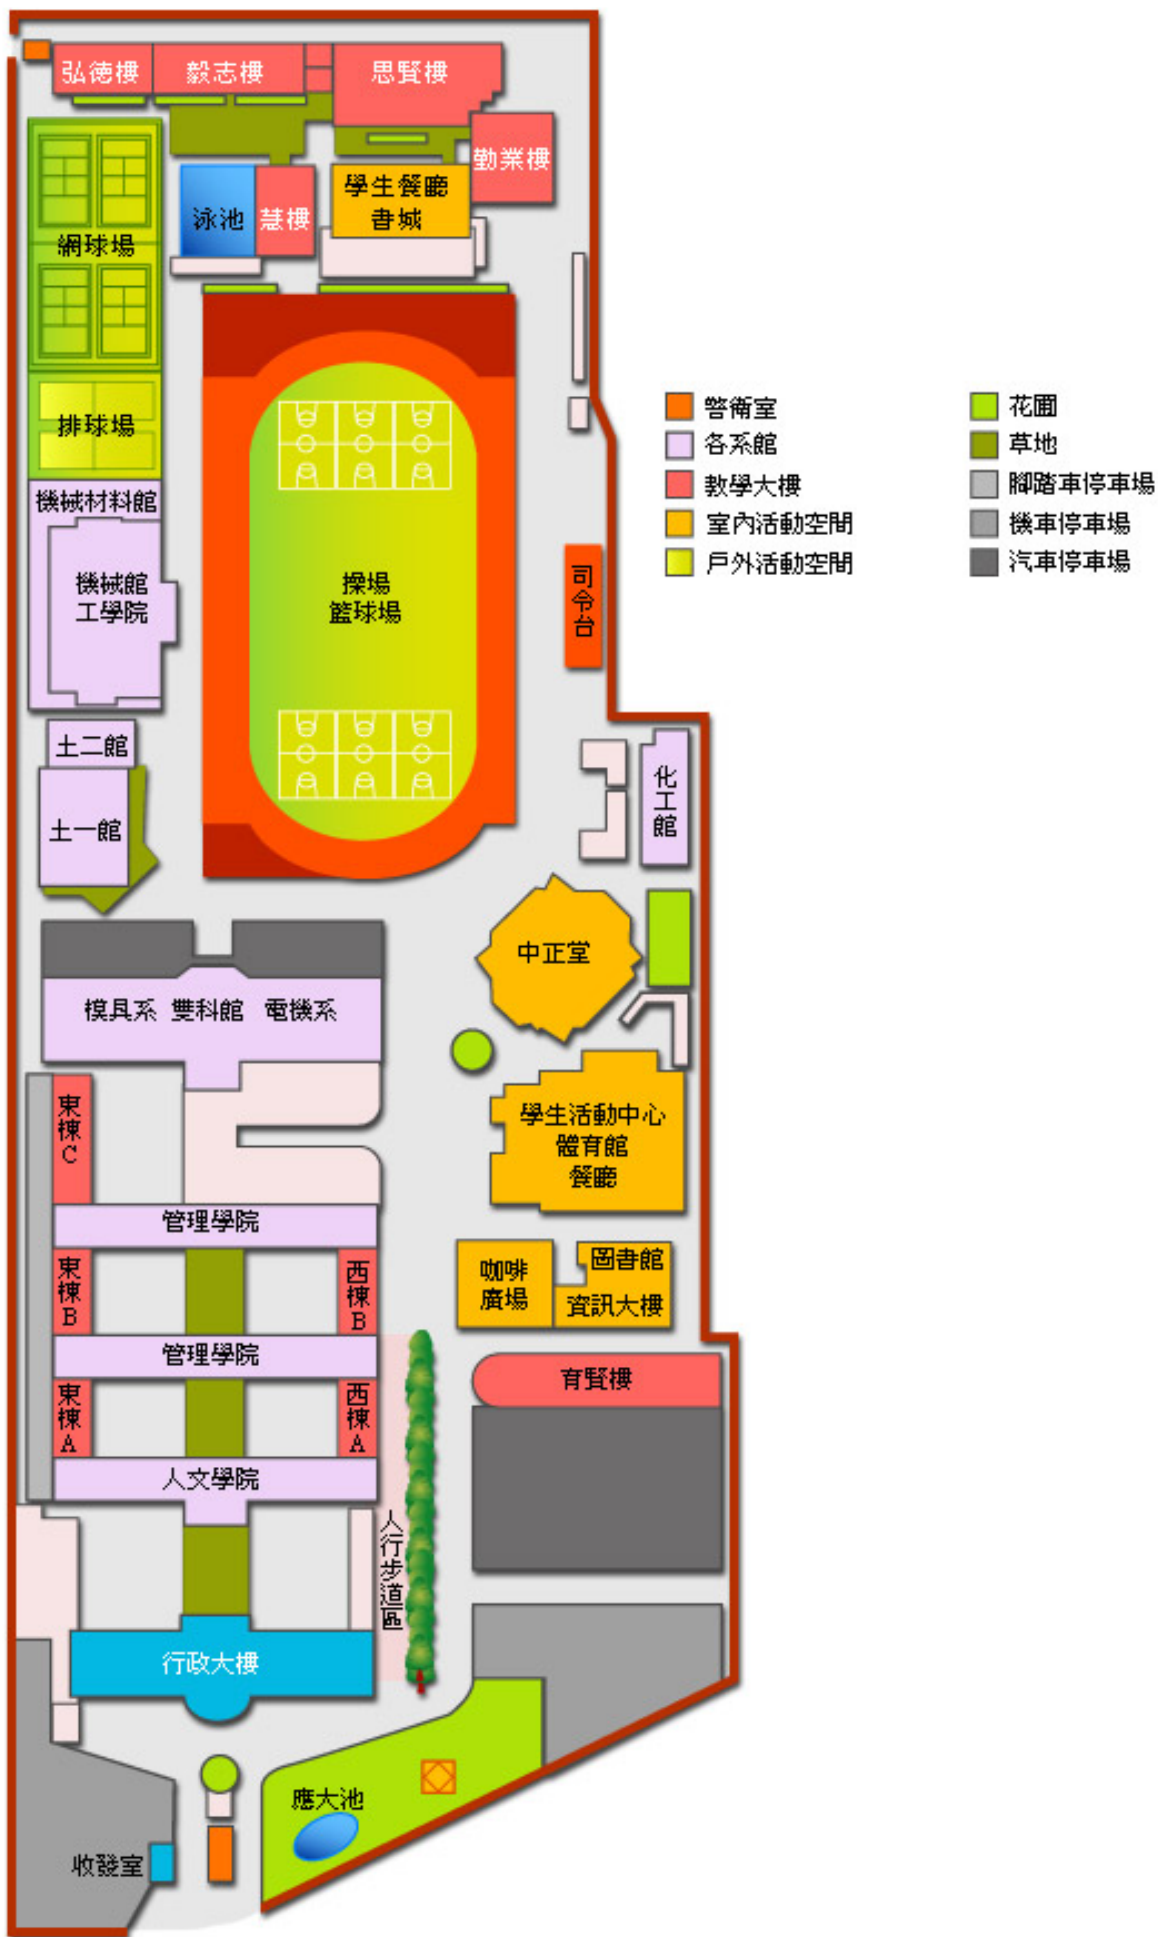 弘德樓 毅志樓 思賢樓
勤業樓
學生餐廳
書城
泳池 慧樓
網球場
排球場
機械材料館
機械館
工學院
操場
籃球場
司令台
警衛室
各系館
教學大樓
室內活動空間
戶外活動空間
花圃
草地
腳踏車停車場
機車停車場
汽車停車場
土二館
土一館
化工館
中正堂
模具系 雙科館 電機系
學生活動中心
體育館
餐廳
東棟C
管理學院
東棟B
西棟B
咖啡
廣場
圖書館
資訊大樓
管理學院
東棟A
西棟A
育賢樓
人文學院
人行步道區
行政大樓
應大池
收發室